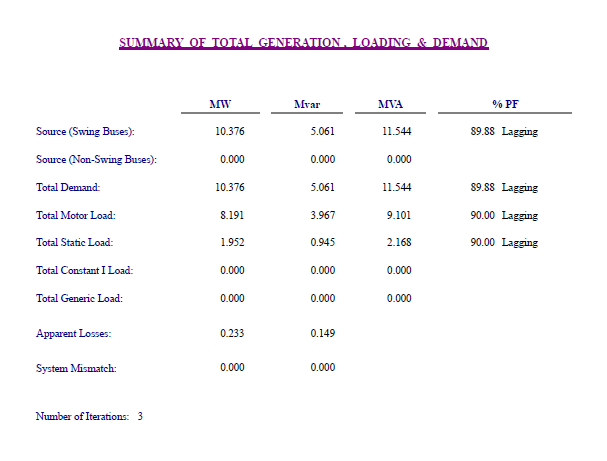 SUMMARY OF TOTAL GENERATION , LOADING & DEMAND
MW Mvar MVA % PF
Source (Swing Buses): 10.376 5.061 11.544 89.88 Lagging
Source (Non-Swing Buses): 0.000 0.000 0.000
Total Demand: 10.376 5.061 11.544 89.88 Lagging
Total Motor Load: 8.191 3.967 9.101 90.00 Lagging
Total Static Load: 1.952 0.945 2.168 90.00 Lagging
Total Constant I Load: 0.000 0.000 0.000
Total Generic Load: 0.000 0.000 0.000
Apparent Losses: 0.233 0.149
System Mismatch: 0.000 0.000
Number of Iterations: 3